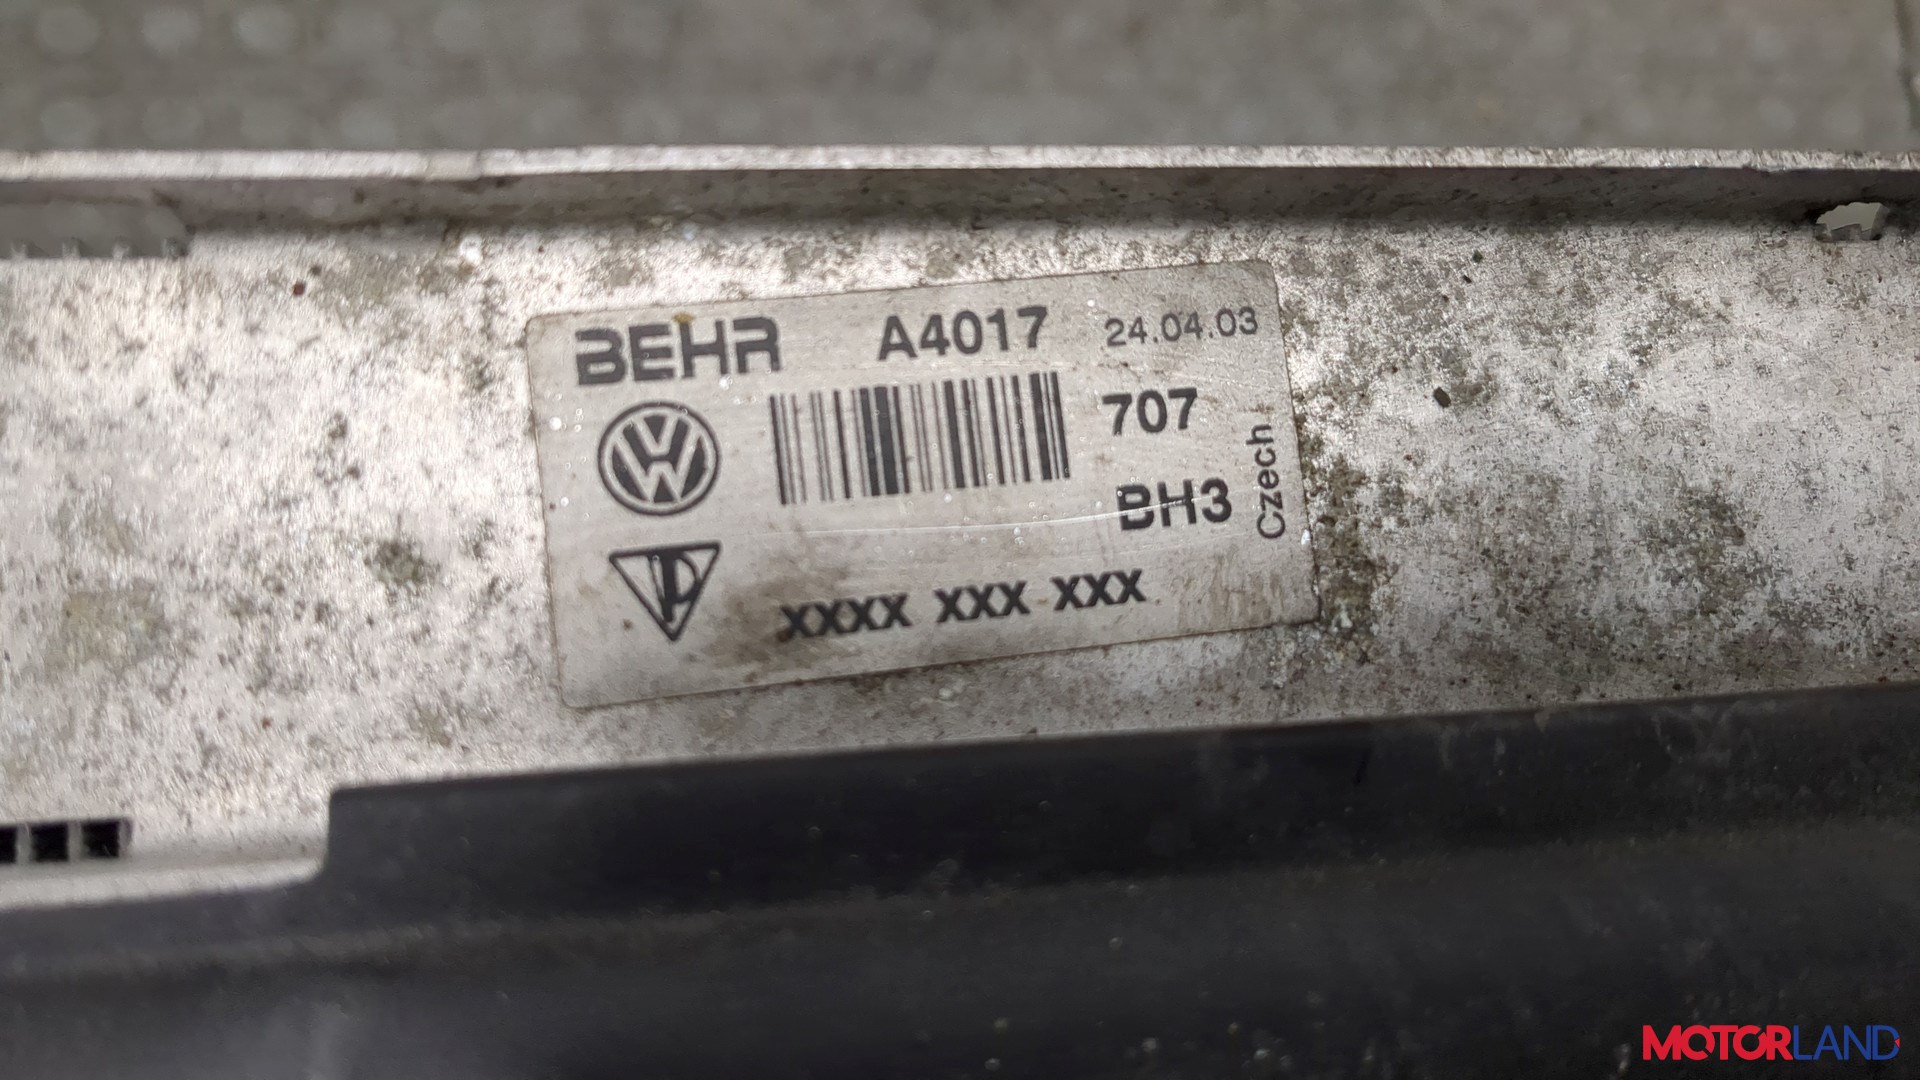 BEHR A4017 24.04.03
707
BH3
Czech
XXXX XXX XXX
MOTORLAND